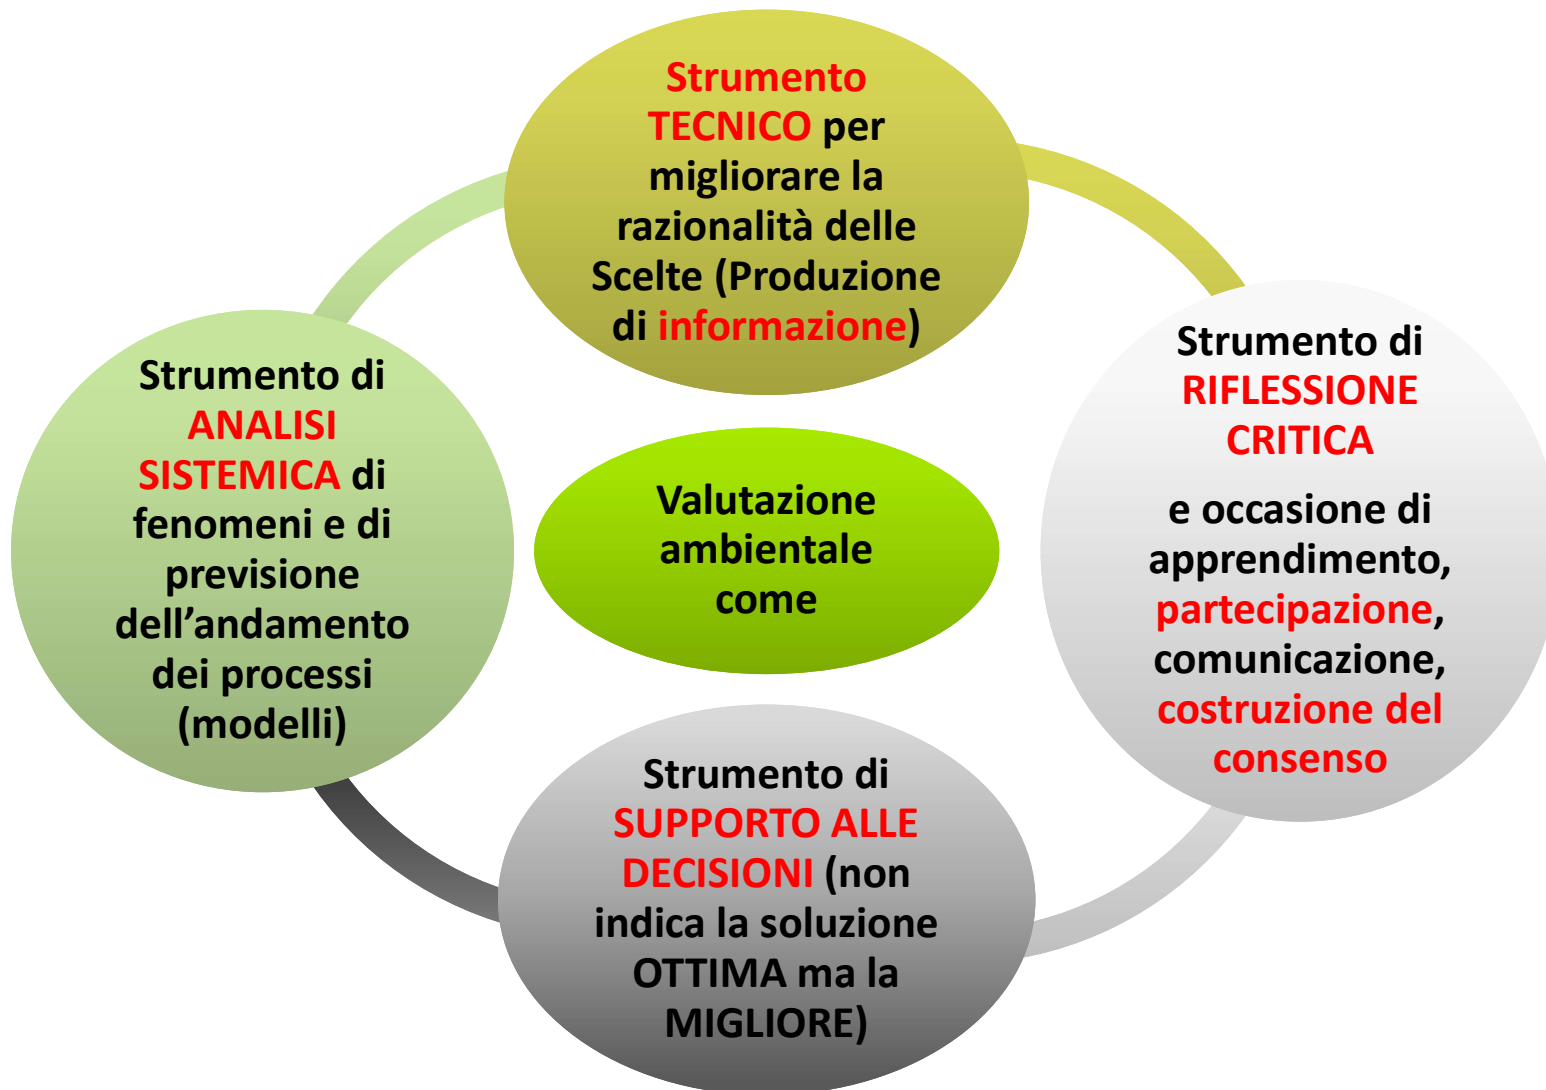 Strumento
TECNICO per
migliorare la
razionalità delle
Scelte (Produzione
di informazione)
Strumento di
RIFLESSIONE
CRITICA
e occasione di
apprendimento,
partecipazione,
comunicazione,
costruzione del
consenso
Strumento di
SUPPORTO ALLE
DECISIONI (non
indica la soluzione
OTTIMA ma la
MIGLIORE)
Strumento di
ANALISI
SISTEMICA di
fenomeni e di
previsione
dell’andamento
dei processi
(modelli)
Valutazione
ambientale
come